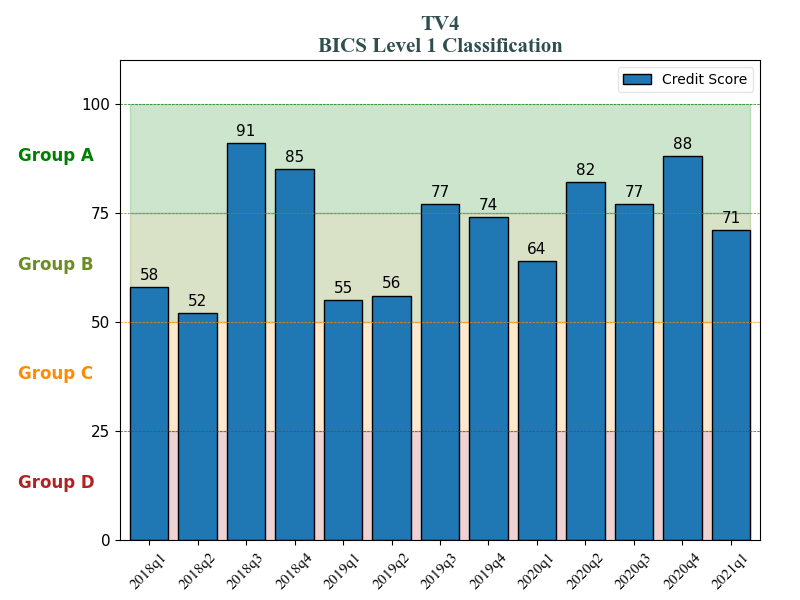 TV4
BICS Level 1 Classification
Credit Score
100
75
50
25
0
Group A
Group B
Group C
Group D
58
52
91
85
55
56
77
74
64
82
77
88
71
2018q1
2018q2
2018q3
2018q4
2019q1
2019q2
2019q3
2019q4
2020q1
2020q2
2020q3
2020q4
2021q1